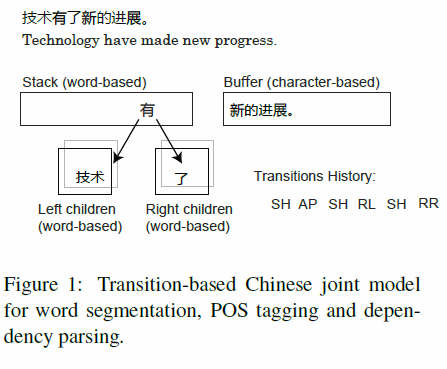 技术有了新的进展。
Technology have made new progress.
Stack (word-based)
Buffer (character-based)
有
新的进展。
技术
了
Transitions History:
SH AP SH RL SH RR
Left children
(word-based)
Right children
(word-based)
Figure 1: Transition-based Chinese joint model
for word segmentation, POS tagging and depen-
dency parsing.